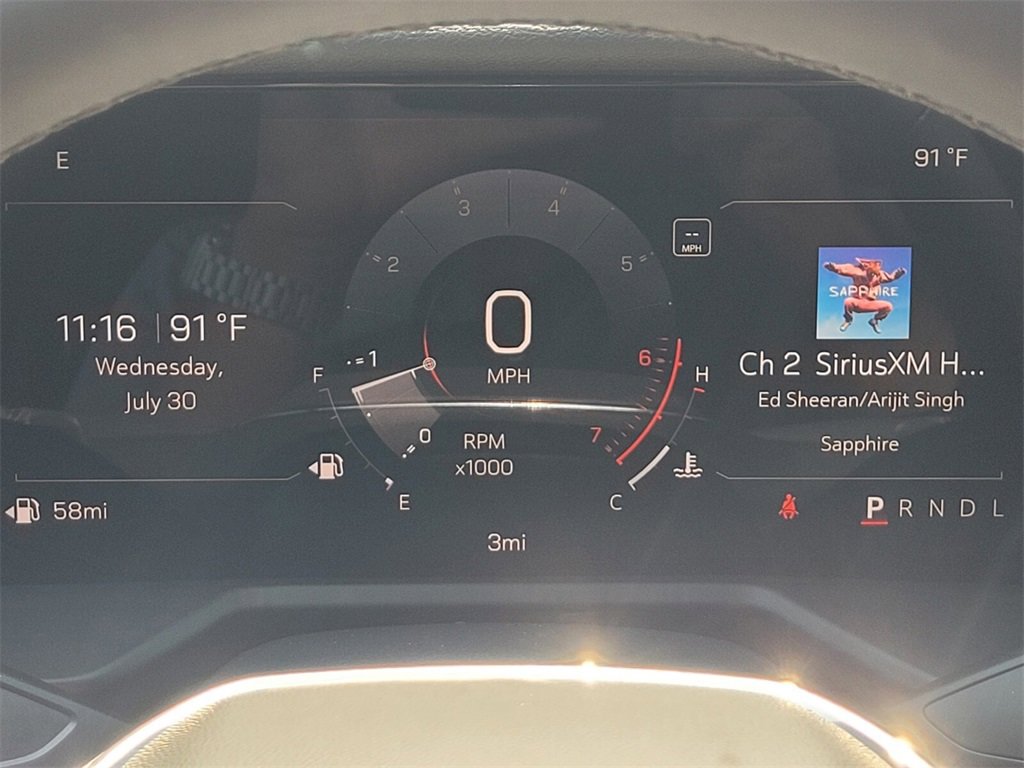 E
91 °F
3
4
2
5
--
MPH
SAPPHIRE
11:16 | 91 °F
Wednesday,
July 30
F
1
0
MPH
6
H
Ch 2 SiriusXM H...
Ed Sheeran/Arijit Singh
Sapphire
0
RPM
x1000
7
E
C
58mi
3mi
P R N D L